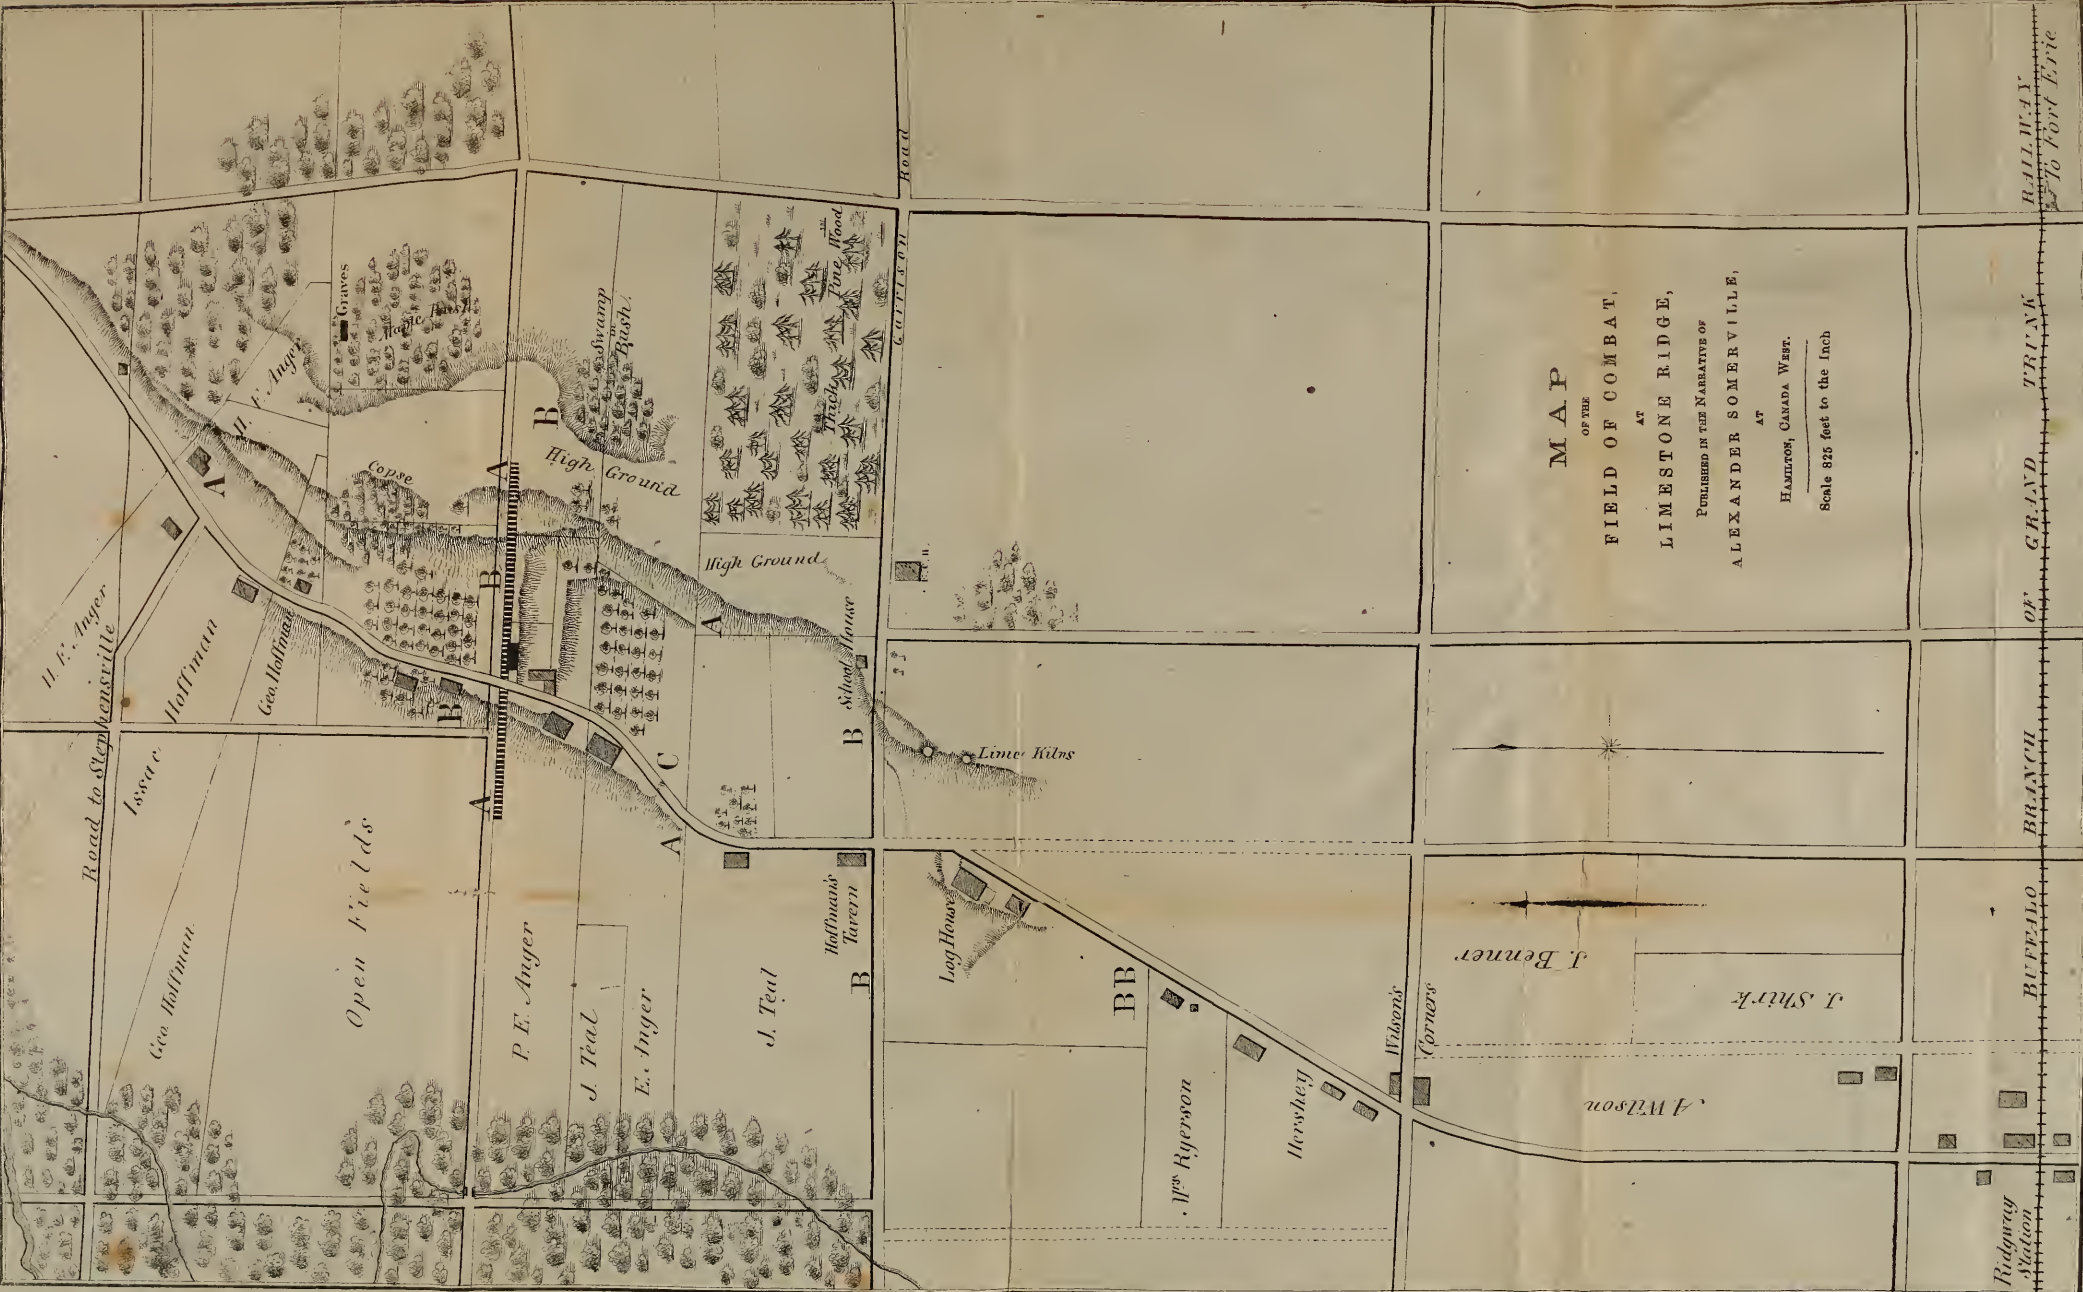 MAP
OF THE
FIELD OF COMBAT,
AT
LIMESTONE RIDGE,
PUBLISHED IN THE NARRATIVE OF
ALEXANDER SOMERVILLE,
AT
HAMILTON, CANADA WEST.
Scale 825 feet to the Inch
RAILWAY
To Fort Erie
OF GRAND TRUNK
BUFFALO BRANCH
Ridgway
Station
Garrison Road
Thick Pine Wood
Swamp
in
Bush.
Graves
H. F. Anger
Copse
High Ground
High Ground
A
B
A
B
A
B
A
A
C
B
B
BB
School House
Lime Kilns
H. F. Anger
Road to Stephensville
Issac Hoffman
Geo. Hoffman
Geo. Hoffman
Open Fields
P. E. Anger
J. Teal
E. Inger
J. Teal
Hoffman's
Tavern
Log House
Mrs Ryerson
Hershey
Wilson's
Corners
J. Benner
J. Shirk
A Wilson